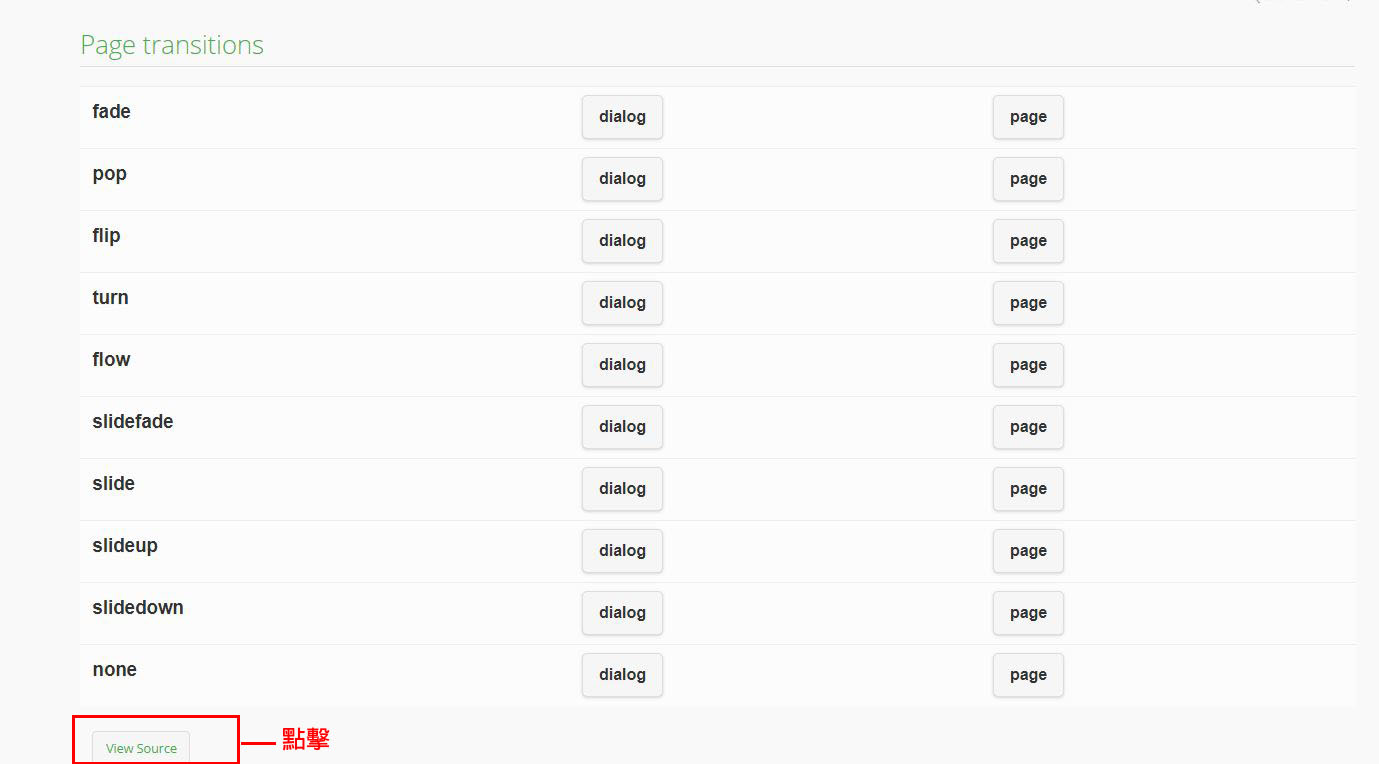 Page transitions
fade dialog page
pop dialog page
flip dialog page
turn dialog page
flow dialog page
slidefade dialog page
slide dialog page
slideup dialog page
slidedown dialog page
none dialog page
View Source 點擊